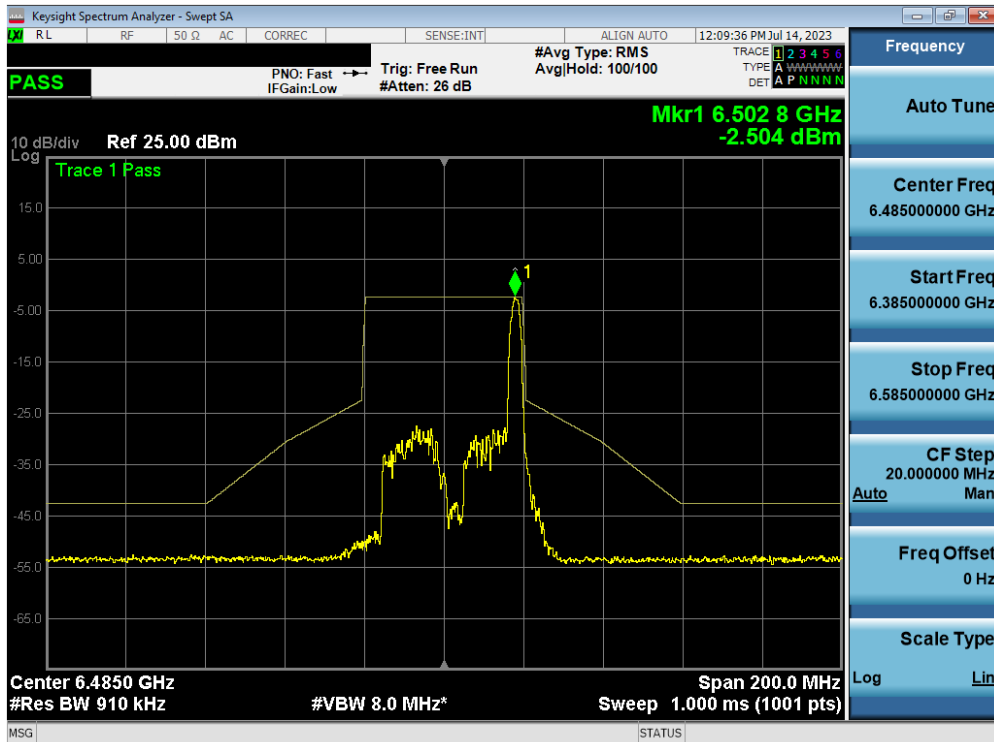 Keysight Spectrum Analyzer - Swept SA
LXI RL RF 50 Ω AC CORREC SENSE:INT ALIGN AUTO 12:09:36 PM Jul 14, 2023
PASS
PNO: Fast
IFGain:Low
Trig: Free Run
#Atten: 26 dB
#Avg Type: RMS
Avg|Hold: 100/100
TRACE 1 2 3 4 5 6
TYPE A WWWWW
DET A P N N N N
Mkr1 6.502 8 GHz
-2.504 dBm
10 dB/div Ref 25.00 dBm
Log
Trace 1 Pass
15.0
5.00
-5.00
-15.0
-25.0
-35.0
-45.0
-55.0
-65.0
1
Center 6.4850 GHz Span 200.0 MHz
#Res BW 910 kHz #VBW 8.0 MHz* Sweep 1.000 ms (1001 pts)
MSG STATUS
Frequency
Auto Tune
Center Freq
6.485000000 GHz
Start Freq
6.385000000 GHz
Stop Freq
6.585000000 GHz
CF Step
20.000000 MHz
Auto Man
Freq Offset
0 Hz
Scale Type
Log Lin